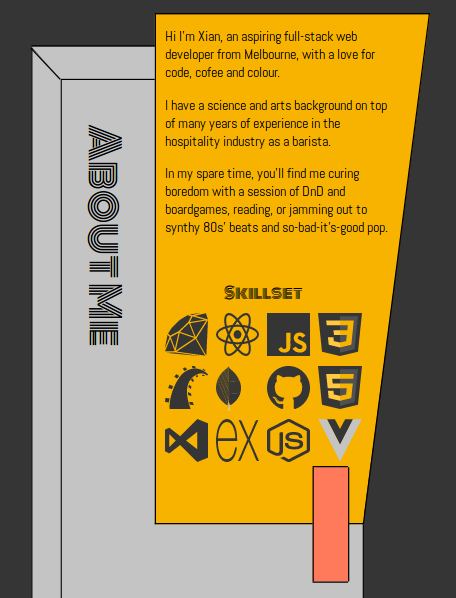 Hi I'm Xian, an aspiring full-stack web
developer from Melbourne, with a love for
code, cofee and colour.
I have a science and arts background on top
of many years of experience in the
hospitality industry as a barista.
In my spare time, you'll find me curing
boredom with a session of DnD and
boardgames, reading, or jamming out to
synthy 80s' beats and so-bad-it's-good pop.
ABOUT ME
SKILLSET
JS
3
5
ex
JS